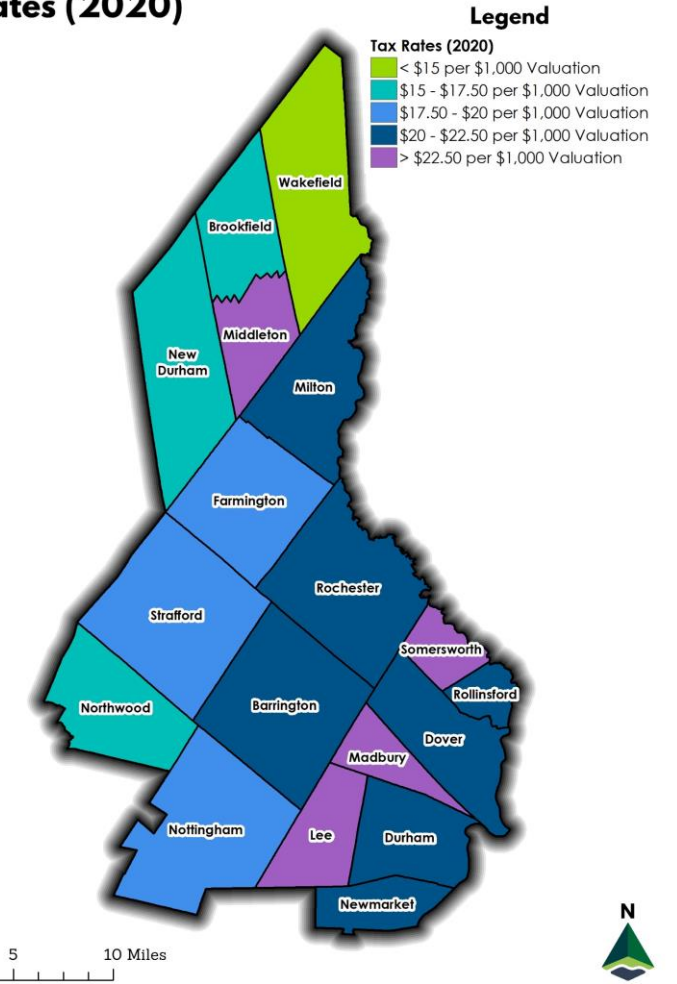 ates (2020)
Legend
Tax Rates (2020)
< $15 per $1,000 Valuation
$15 - $17.50 per $1,000 Valuation
$17.50 - $20 per $1,000 Valuation
$20 - $22.50 per $1,000 Valuation
> $22.50 per $1,000 Valuation
Wakefield
Brookfield
Middleton
New
Durham
Milton
Farmington
Rochester
Strafford
Somersworth
Rollinsford
Northwood
Barrington
Dover
Madbury
Nottingham
Lee
Durham
Newmarket
N
5 10 Miles